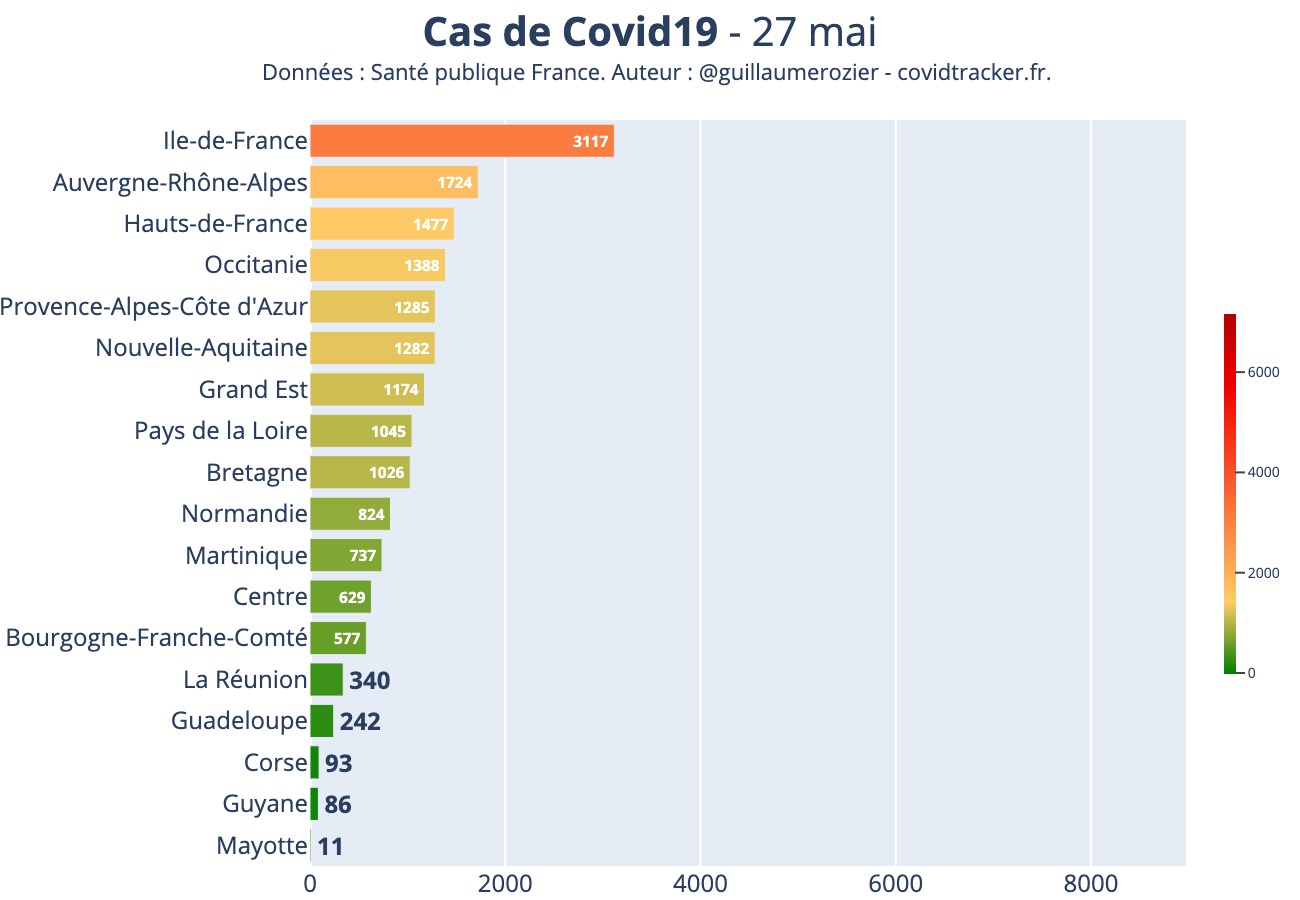 Cas de Covid19 - 27 mai
Données : Santé publique France. Auteur : @guillaumerozier - covidtracker.fr.
Ile-de-France 3117
Auvergne-Rhône-Alpes 1724
Hauts-de-France 1477
Occitanie 1388
Provence-Alpes-Côte d'Azur 1285
Nouvelle-Aquitaine 1282
Grand Est 1174
Pays de la Loire 1045
Bretagne 1026
Normandie 824
Martinique 737
Centre 629
Bourgogne-Franche-Comté 577
La Réunion 340
Guadeloupe 242
Corse 93
Guyane 86
Mayotte 11
0 2000 4000 6000 8000
6000
4000
2000
0